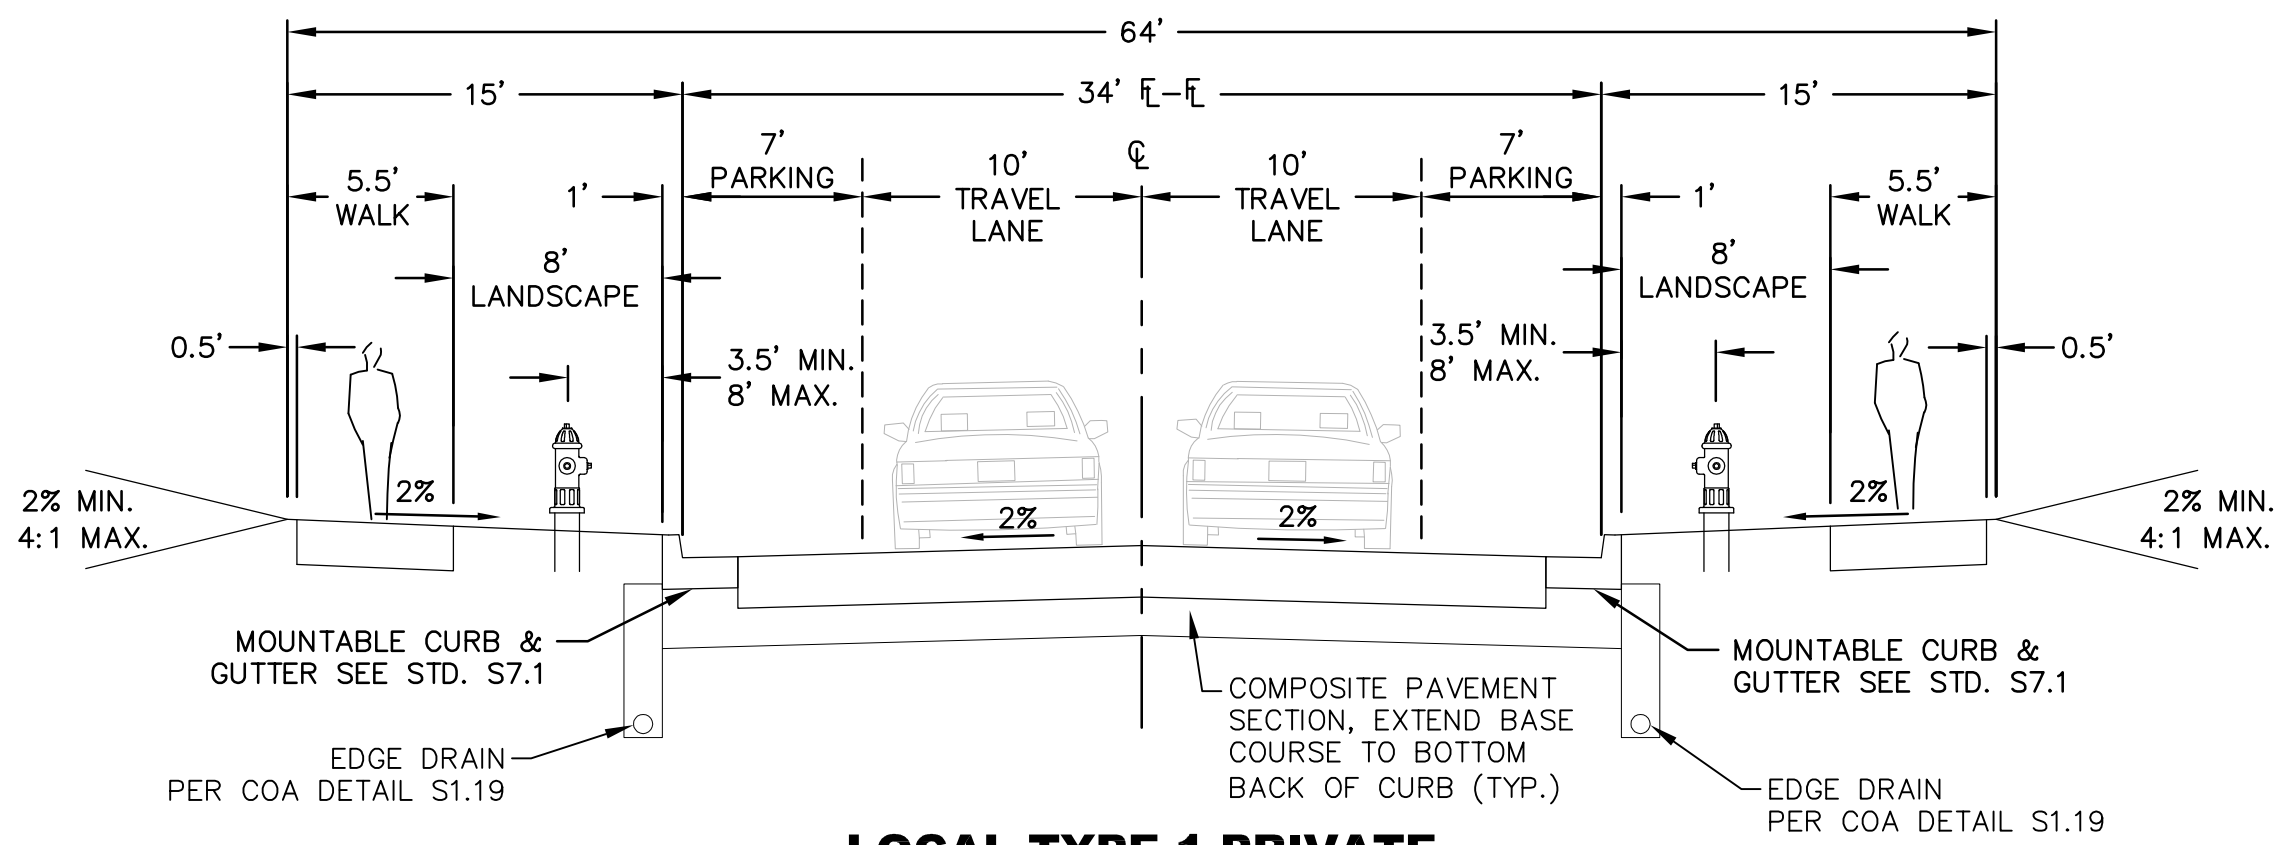 64'
15'
34' FL-FL
15'
7'
PARKING
10'
TRAVEL
LANE
CL
10'
TRAVEL
LANE
7'
PARKING
5.5'
WALK
1'
1'
5.5'
WALK
8'
LANDSCAPE
8'
LANDSCAPE
0.5'
3.5' MIN.
8' MAX.
3.5' MIN.
8' MAX.
0.5'
2% MIN.
4:1 MAX.
2%
2%
2%
2%
2% MIN.
4:1 MAX.
MOUNTABLE CURB &
GUTTER SEE STD. S7.1
MOUNTABLE CURB &
GUTTER SEE STD. S7.1
COMPOSITE PAVEMENT
SECTION, EXTEND BASE
COURSE TO BOTTOM
BACK OF CURB (TYP.)
EDGE DRAIN
PER COA DETAIL S1.19
EDGE DRAIN
PER COA DETAIL S1.19
LOCAL TYPE 1 PRIVATE